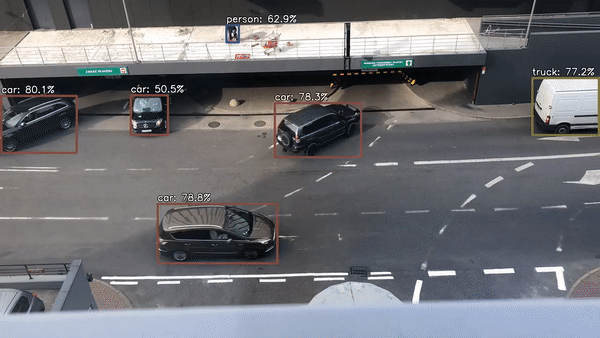 person: 62.9%
car: 80.1%
car: 50.5%
car: 78.3%
truck: 77.2%
car: 78.8%